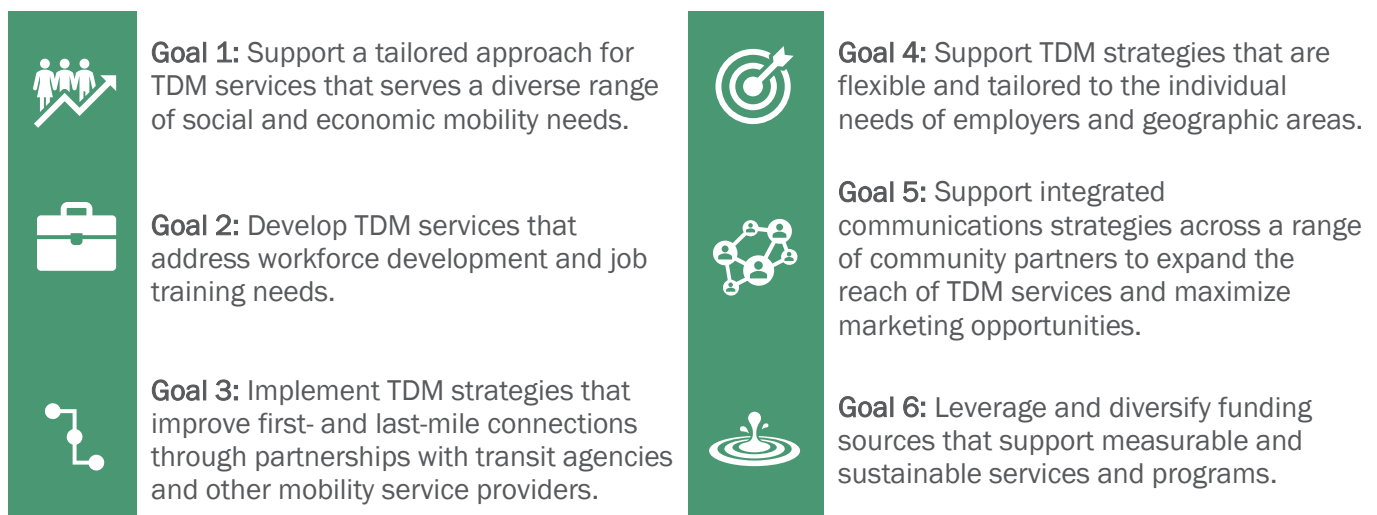 Goal 1: Support a tailored approach for
TDM services that serves a diverse range
of social and economic mobility needs.
Goal 2: Develop TDM services that
address workforce development and job
training needs.
Goal 3: Implement TDM strategies that
improve first- and last-mile connections
through partnerships with transit agencies
and other mobility service providers.
Goal 4: Support TDM strategies that are
flexible and tailored to the individual
needs of employers and geographic areas.
Goal 5: Support integrated
communications strategies across a range
of community partners to expand the
reach of TDM services and maximize
marketing opportunities.
Goal 6: Leverage and diversify funding
sources that support measurable and
sustainable services and programs.